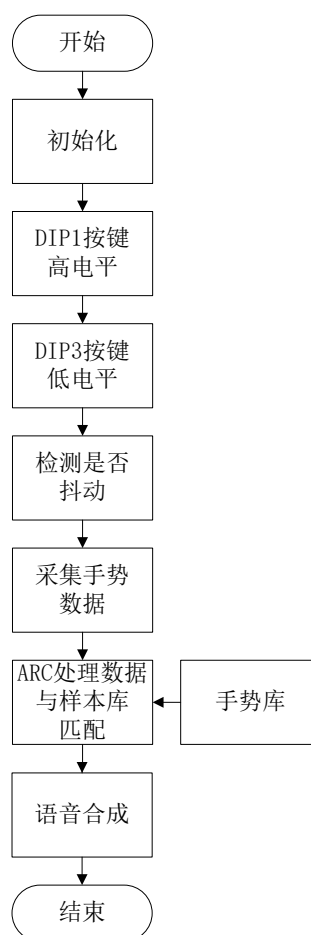 开始
初始化
DIP1按键
高电平
DIP3按键
低电平
检测是否
抖动
采集手势
数据
ARC处理数据
与样本库
匹配
手势库
语音合成
结束